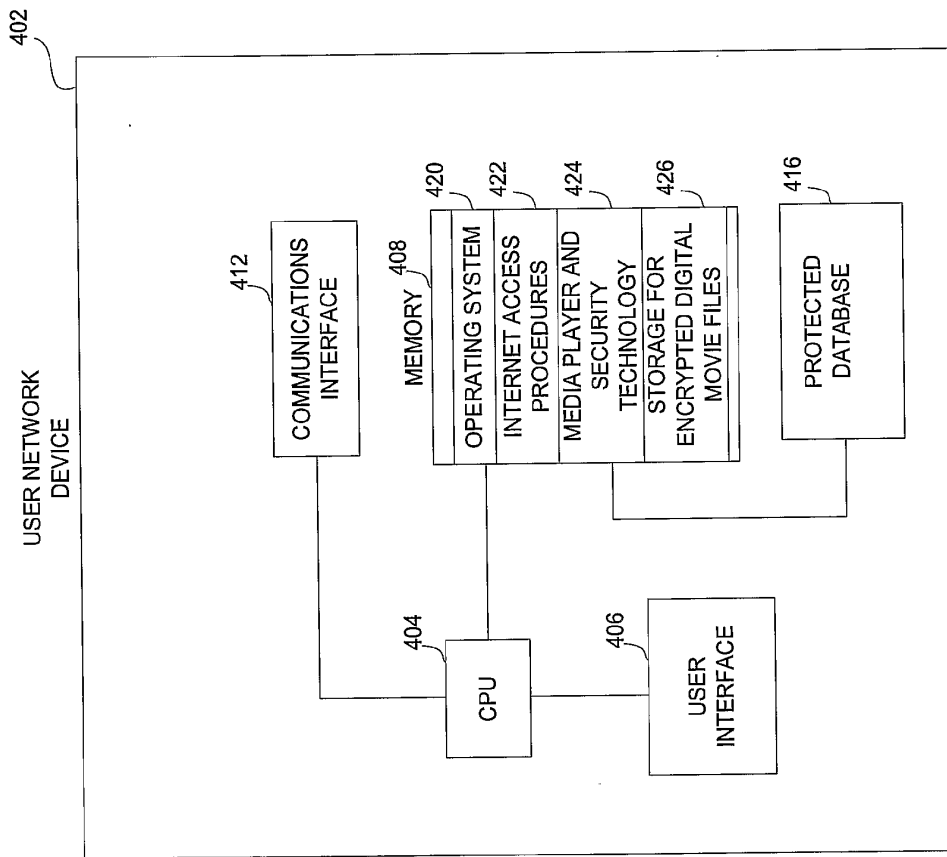 USER NETWORK
DEVICE
402
412
COMMUNICATIONS
INTERFACE
MEMORY
408
OPERATING SYSTEM
420
INTERNET ACCESS
PROCEDURES
422
MEDIA PLAYER AND
SECURITY
TECHNOLOGY
424
STORAGE FOR
ENCRYPTED DIGITAL
MOVIE FILES
426
404
CPU
406
USER
INTERFACE
416
PROTECTED
DATABASE